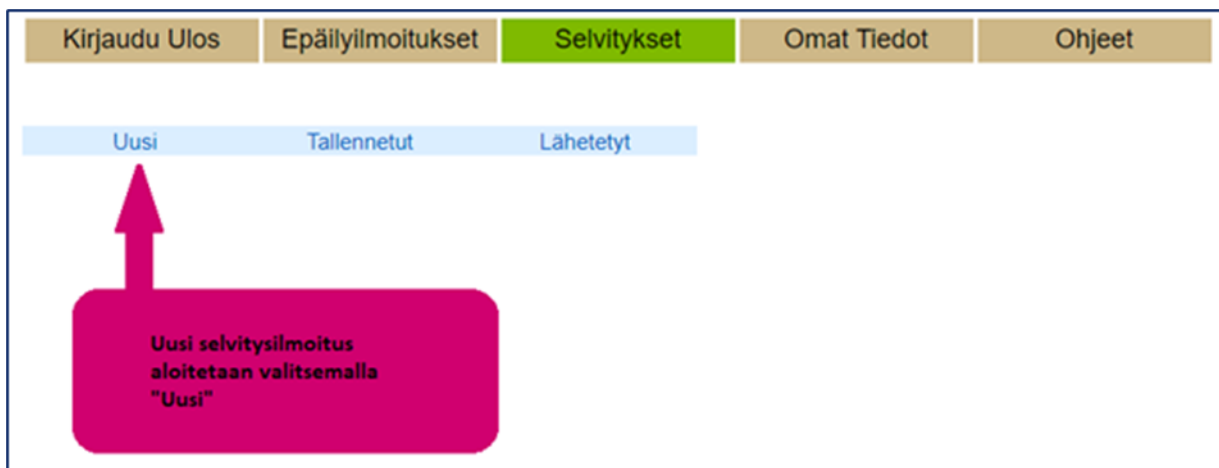 Kirjaudu Ulos Epäilyilmoitukset Selvitykset Omat Tiedot Ohjeet
Uusi Tallennetut Lähetetyt
Uusi selvitysilmoitus
aloitetaan valitsemalla
"Uusi"